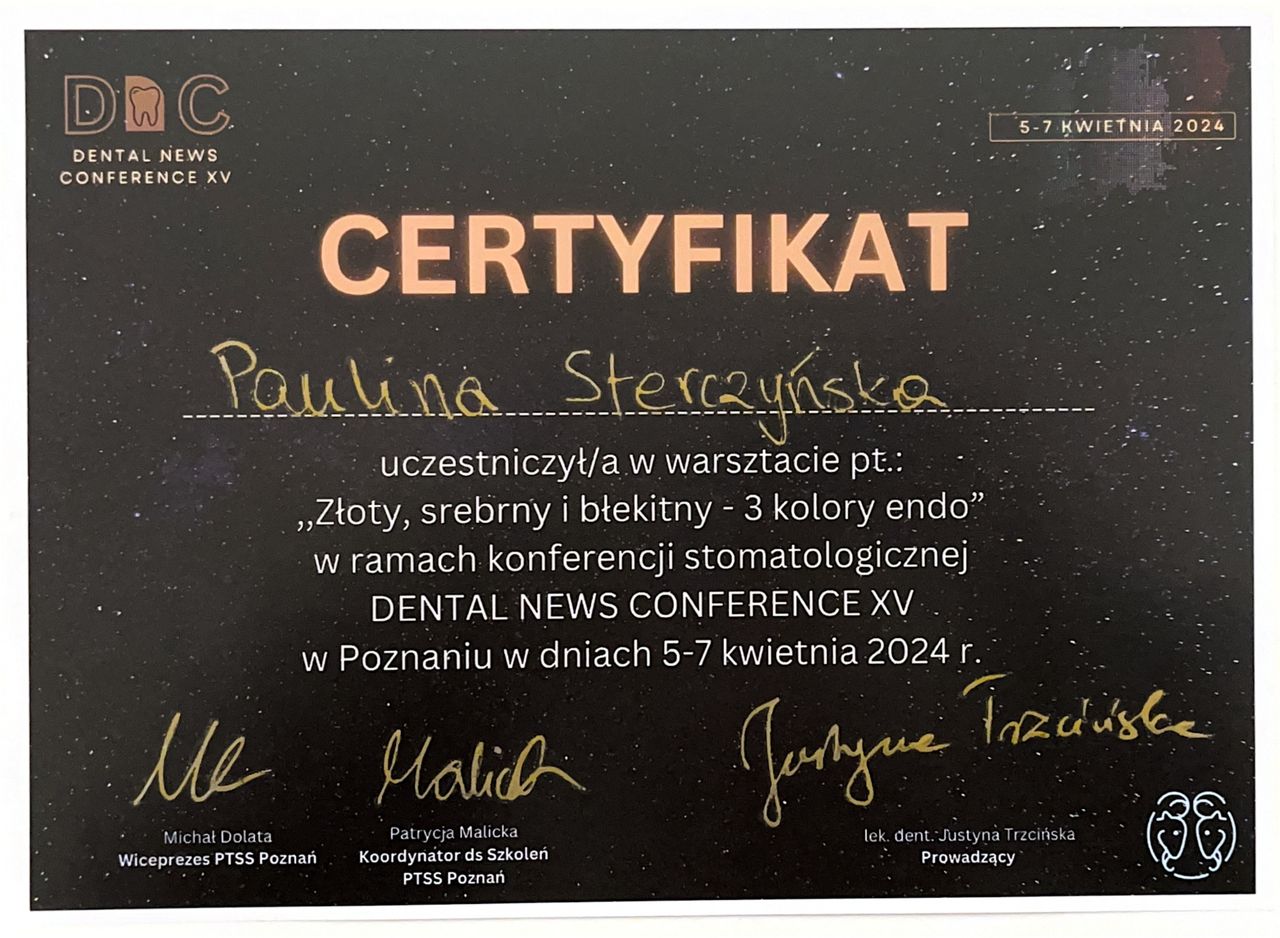 DNC
DENTAL NEWS
CONFERENCE XV
5-7 KWIETNIA 2024
CERTYFIKAT
Paulina Sterczyńska
uczestniczył/a w warsztacie pt.:
,,Złoty, srebrny i błekitny - 3 kolory endo”
w ramach konferencji stomatologicznej
DENTAL NEWS CONFERENCE XV
w Poznaniu w dniach 5-7 kwietnia 2024 r.
Malicka
Justyna Trzcińska
Michał Dolata
Wiceprezes PTSS Poznań
Patrycja Malicka
Koordynator ds Szkoleń
PTSS Poznań
lek. dent. Justyna Trzcińska
Prowadzący